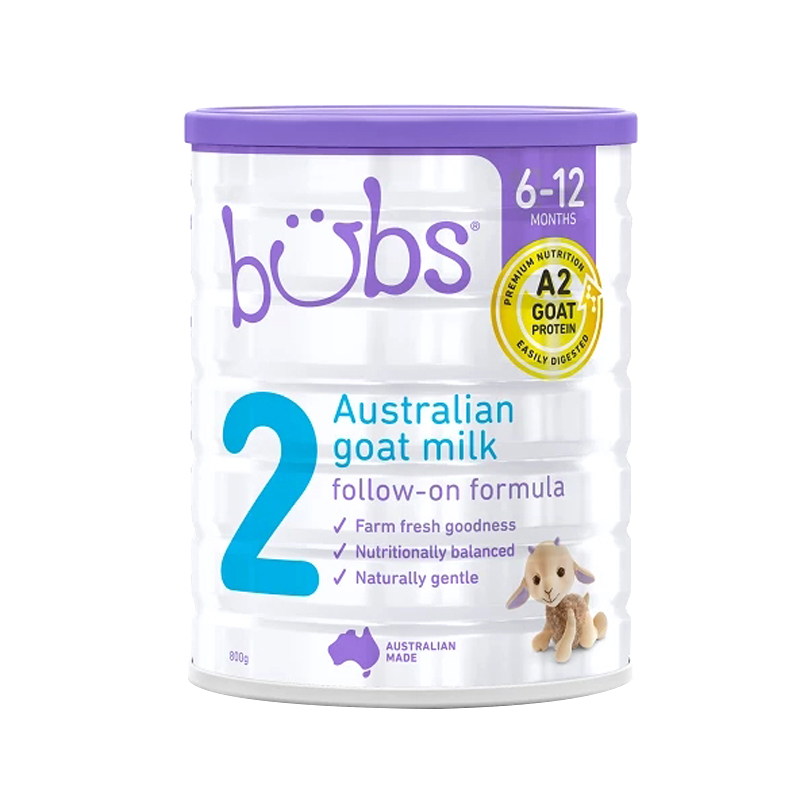 bubs®
6-12
MONTHS
PREMIUM NUTRITION
A2
GOAT
PROTEIN
EASILY DIGESTED
2
Australian
goat milk
follow-on formula
✓ Farm fresh goodness
✓ Nutritionally balanced
✓ Naturally gentle
800g
AUSTRALIAN
MADE